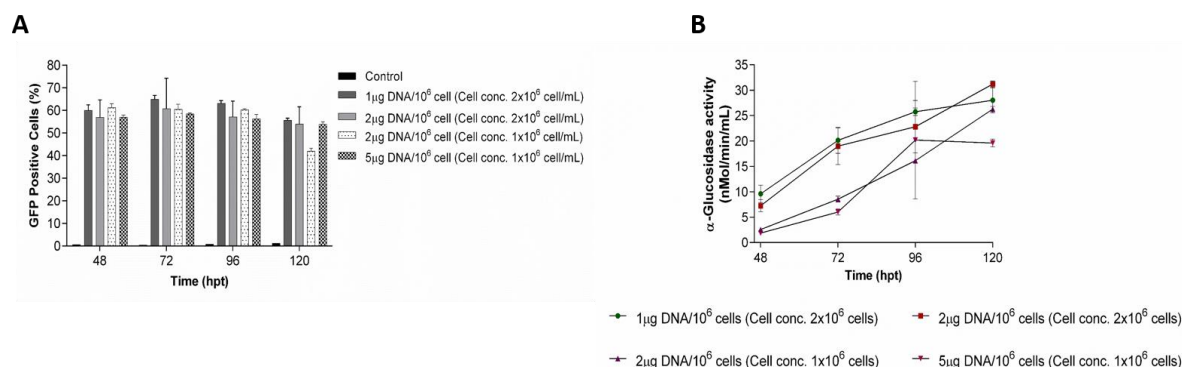 A
B
GFP Positive Cells (%)
80
70
60
50
40
30
20
10
0
48 72 96 120
Time (hpt)
Control
1µg DNA/10⁶ cell (Cell conc. 2x10⁶ cell/mL)
2µg DNA/10⁶ cell (Cell conc. 2x10⁶ cell/mL)
2µg DNA/10⁶ cell (Cell conc. 1x10⁶ cell/mL)
5µg DNA/10⁶ cell (Cell conc. 1x10⁶ cell/mL)
α-Glucosidase activity
(nMol/min/mL)
35
30
25
20
15
10
5
0
48 72 96 120
Time (hpt)
1µg DNA/10⁶ cells (Cell conc. 2x10⁶ cells)
2µg DNA/10⁶ cells (Cell conc. 2x10⁶ cells)
2µg DNA/10⁶ cells (Cell conc. 1x10⁶ cells)
5µg DNA/10⁶ cells (Cell conc. 1x10⁶ cells)